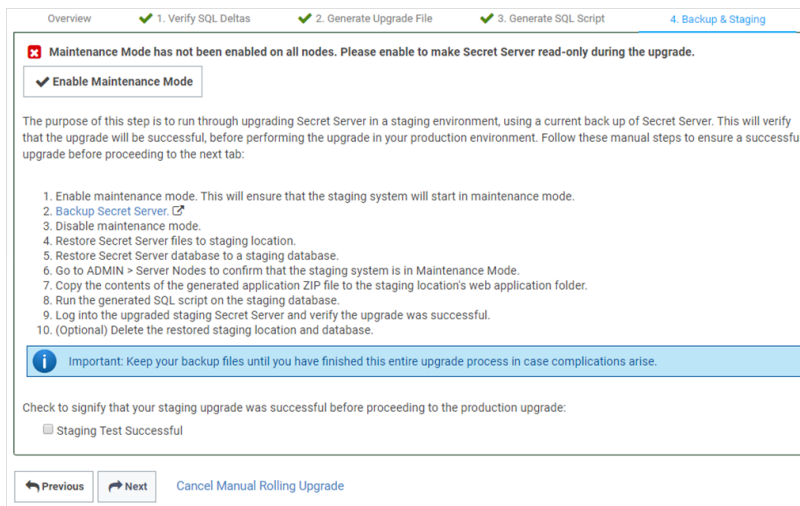 Overview 1. Verify SQL Deltas 2. Generate Upgrade File 3. Generate SQL Script 4. Backup & Staging
Maintenance Mode has not been enabled on all nodes. Please enable to make Secret Server read-only during the upgrade.
Enable Maintenance Mode
The purpose of this step is to run through upgrading Secret Server in a staging environment, using a current back up of Secret Server. This will verify
that the upgrade will be successful, before performing the upgrade in your production environment. Follow these manual steps to ensure a successfu
upgrade before proceeding to the next tab:
1. Enable maintenance mode. This will ensure that the staging system will start in maintenance mode.
2. Backup Secret Server.
3. Disable maintenance mode.
4. Restore Secret Server files to staging location.
5. Restore Secret Server database to a staging database.
6. Go to ADMIN > Server Nodes to confirm that the staging system is in Maintenance Mode.
7. Copy the contents of the generated application ZIP file to the staging location's web application folder.
8. Run the generated SQL script on the staging database.
9. Log into the upgraded staging Secret Server and verify the upgrade was successful.
10. (Optional) Delete the restored staging location and database.
Important: Keep your backup files until you have finished this entire upgrade process in case complications arise.
Check to signify that your staging upgrade was successful before proceeding to the production upgrade:
Staging Test Successful
Previous Next Cancel Manual Rolling Upgrade